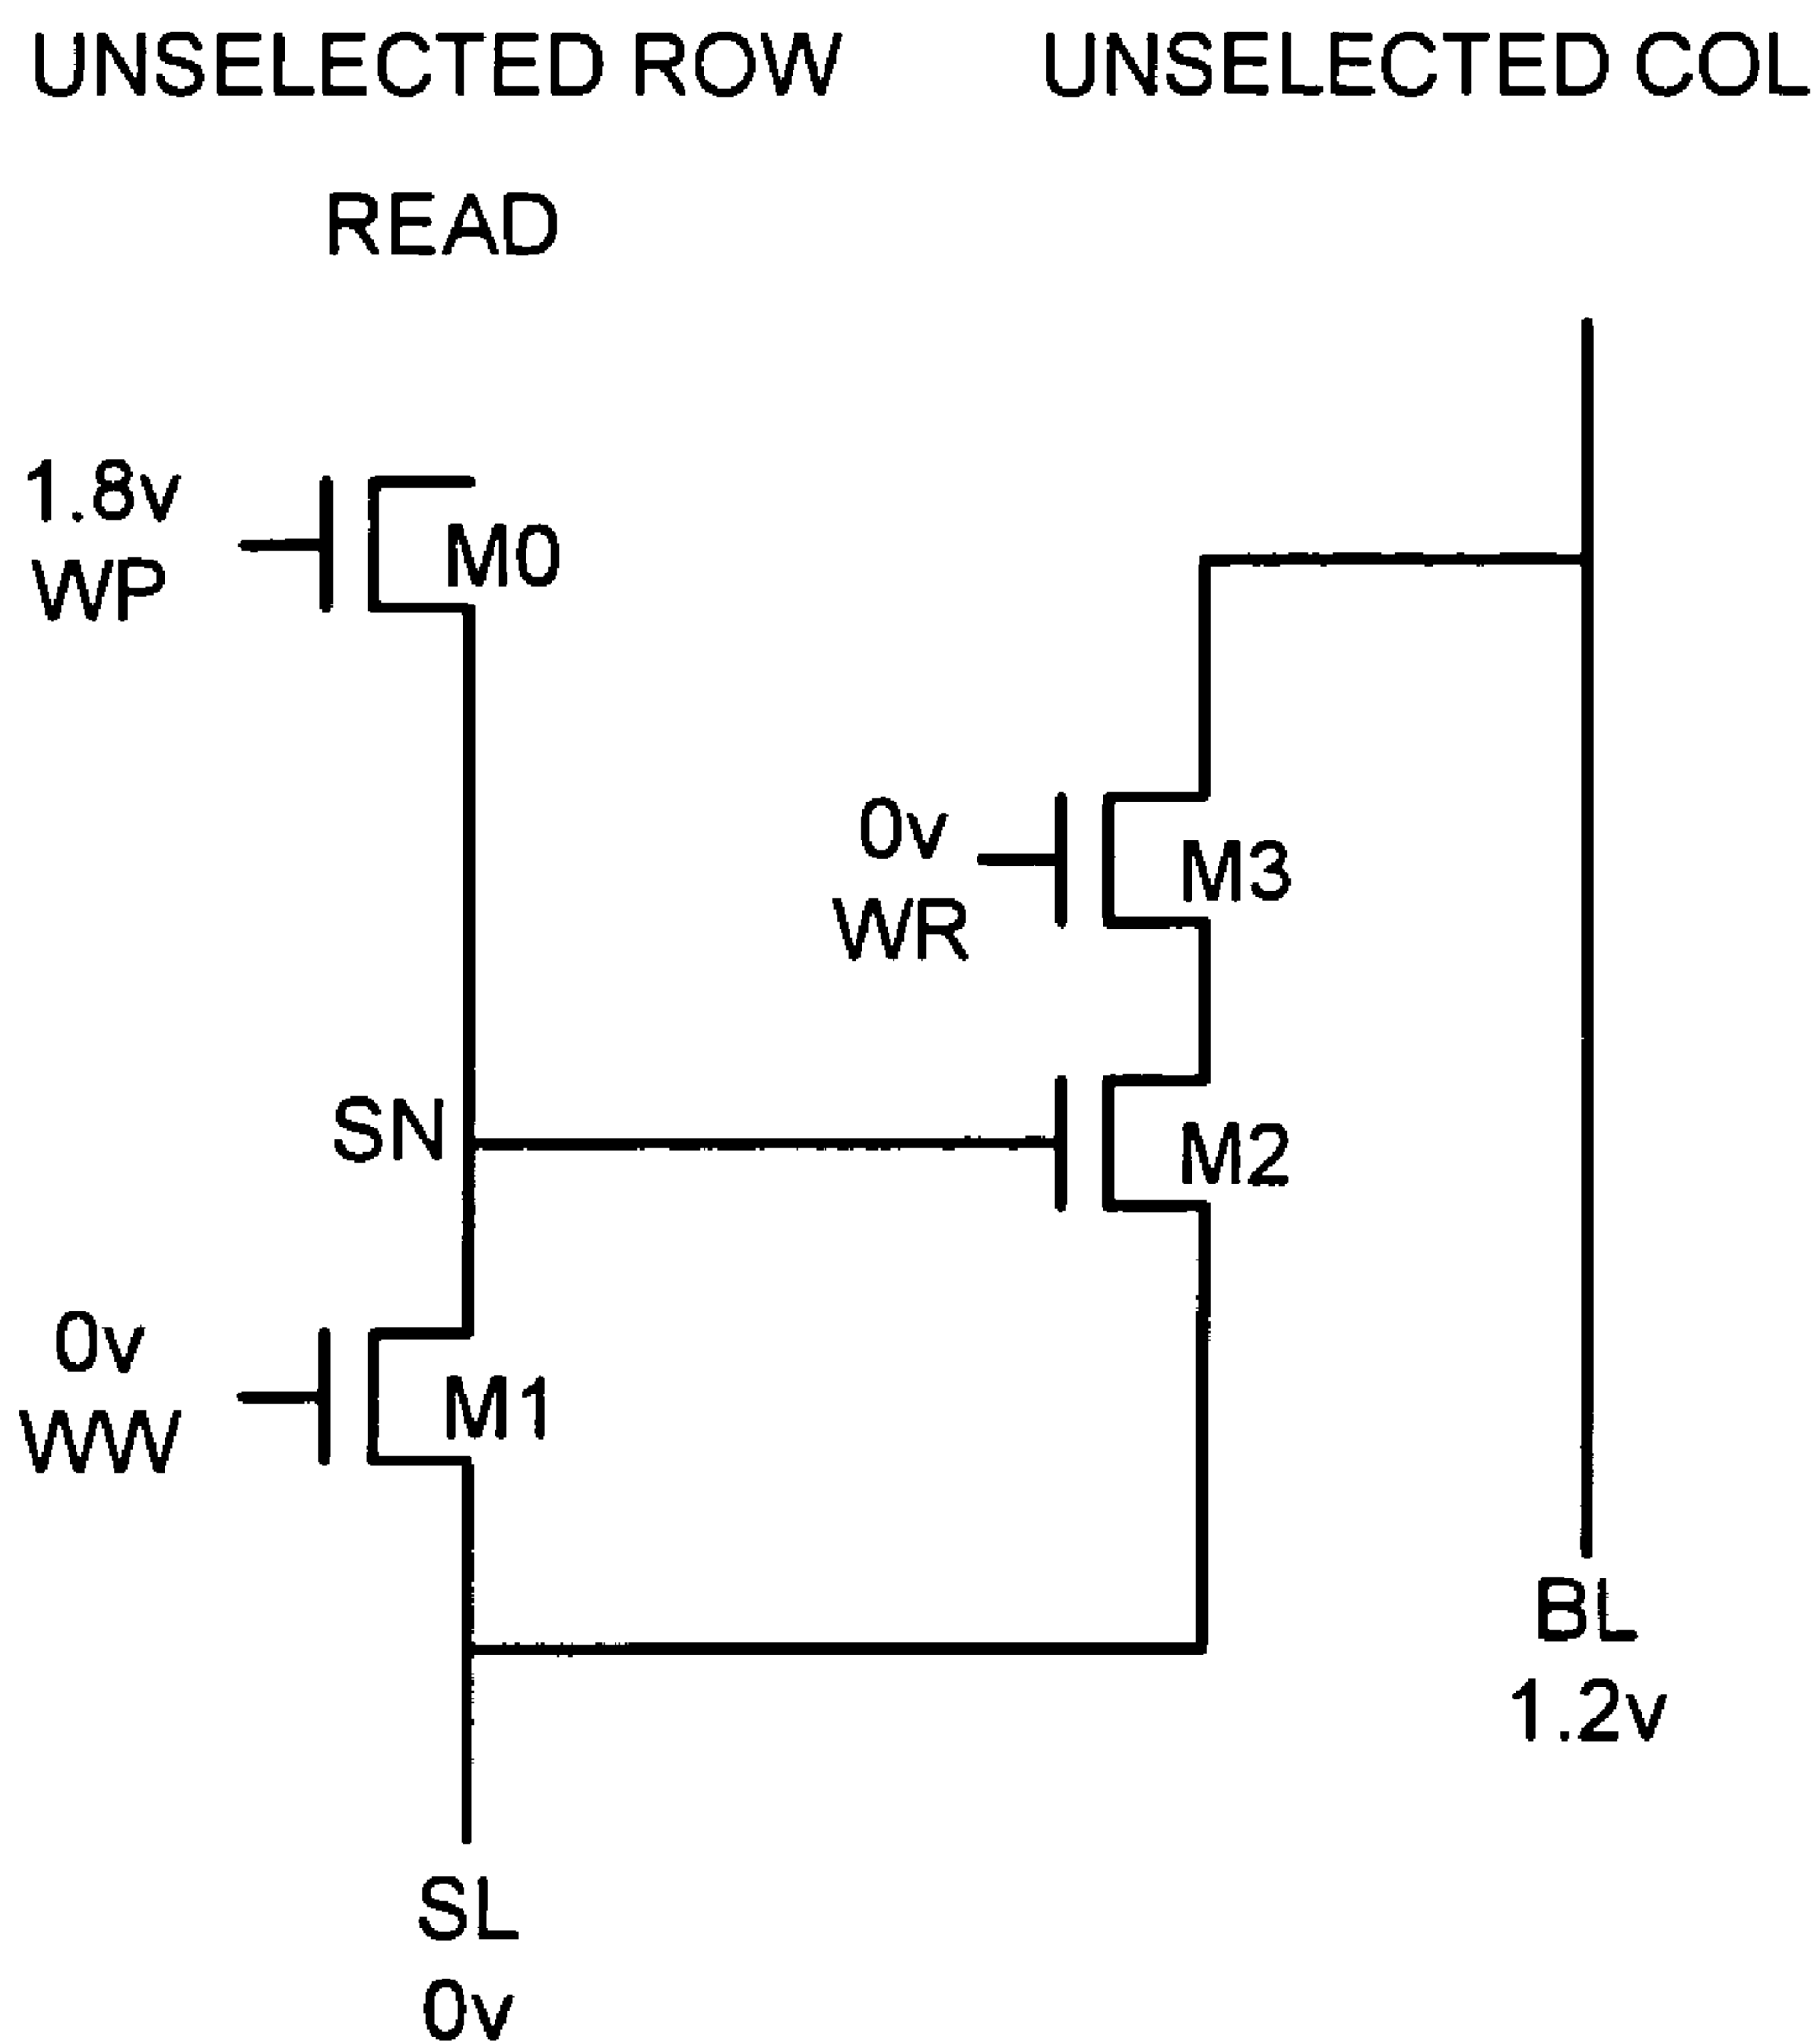 UNSELECTED ROW UNSELECTED COL
READ
1.8v
WP
M0
0v
WR
M3
SN
M2
0v
WW
M1
BL
1.2v
SL
0v